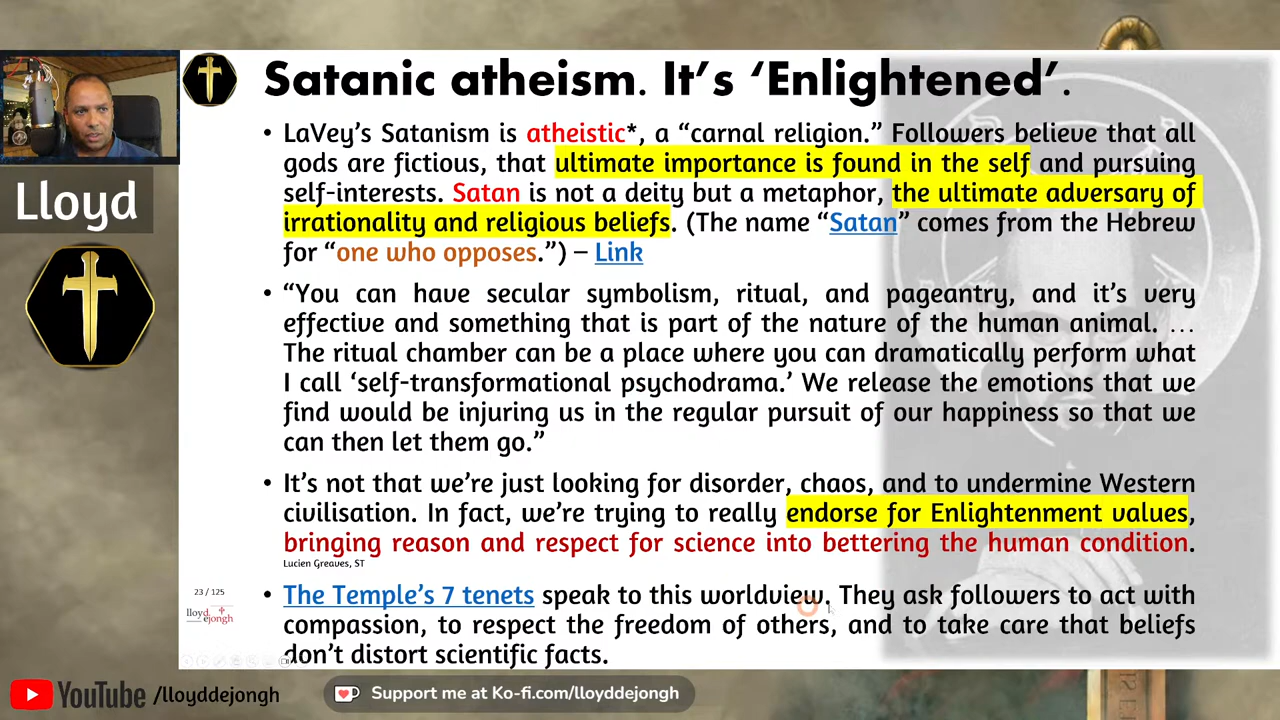 Satanic atheism. It's 'Enlightened'.
• LaVey's Satanism is atheistic*, a “carnal religion.” Followers believe that all
gods are fictious, that ultimate importance is found in the self and pursuing
self-interests. Satan is not a deity but a metaphor, the ultimate adversary of
irrationality and religious beliefs. (The name “Satan” comes from the Hebrew
for “one who opposes.”) – Link
• “You can have secular symbolism, ritual, and pageantry, and it's very
effective and something that is part of the nature of the human animal. …
The ritual chamber can be a place where you can dramatically perform what
I call ‘self-transformational psychodrama.’ We release the emotions that we
find would be injuring us in the regular pursuit of our happiness so that we
can then let them go.”
• It's not that we're just looking for disorder, chaos, and to undermine Western
civilisation. In fact, we're trying to really endorse for Enlightenment values,
bringing reason and respect for science into bettering the human condition.
Lucien Greaves, ST
• The Temple's 7 tenets speak to this worldview. They ask followers to act with
compassion, to respect the freedom of others, and to take care that beliefs
don't distort scientific facts.
Lloyd
23 / 125
lloyd
dejongh
YouTube /lloyddejongh
Support me at Ko-fi.com/lloyddejongh